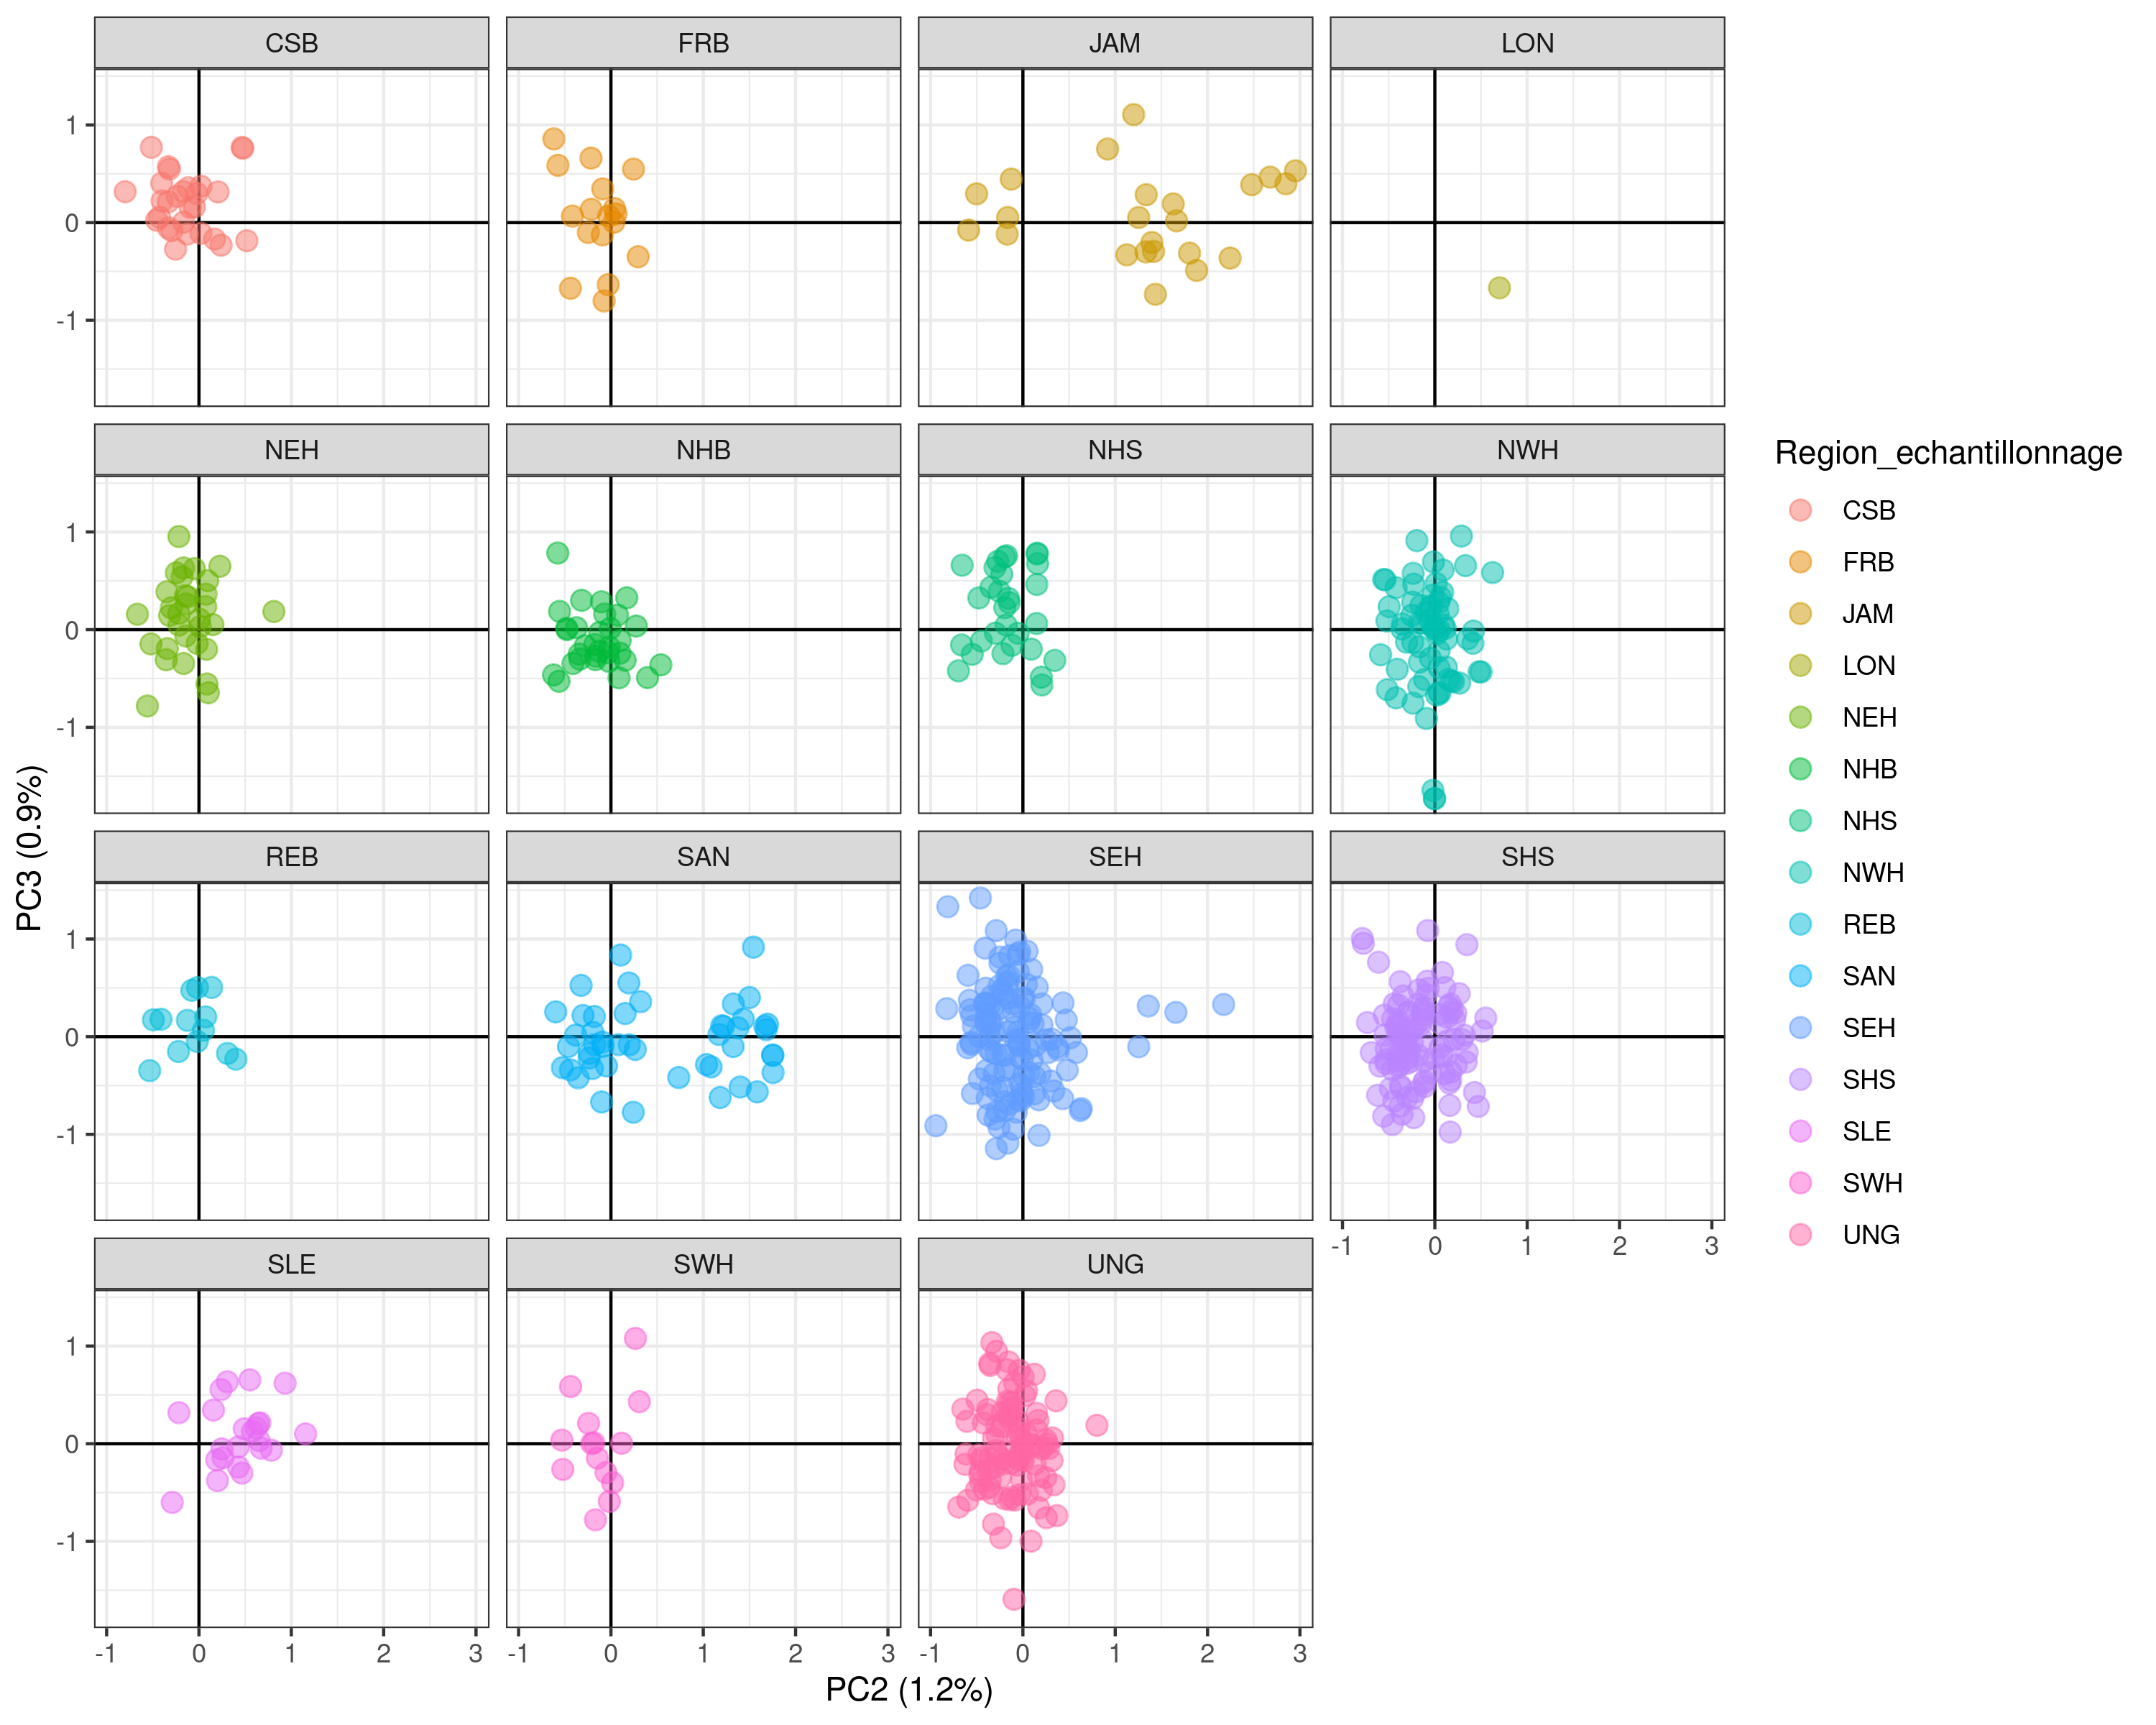 CSB FRB JAM LON
1
0
-1
NEH NHB NHS NWH
1
0
-1
REB SAN SEH SHS
1
0
-1
-1 0 1 2 3
SLE SWH UNG
1
0
-1
-1 0 1 2 3 -1 0 1 2 3 -1 0 1 2 3
PC2 (1.2%)
PC3 (0.9%)
Region_echantillonnage
CSB
FRB
JAM
LON
NEH
NHB
NHS
NWH
REB
SAN
SEH
SHS
SLE
SWH
UNG